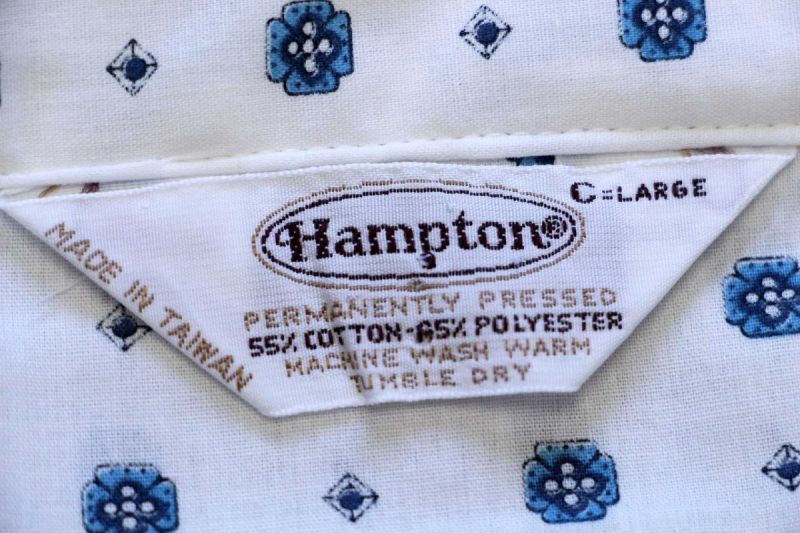 C=LARGE
Hampton®
MADE IN TAIWAN
PERMANENTLY PRESSED
55% COTTON-65% POLYESTER
MACHINE WASH WARM
TUMBLE DRY